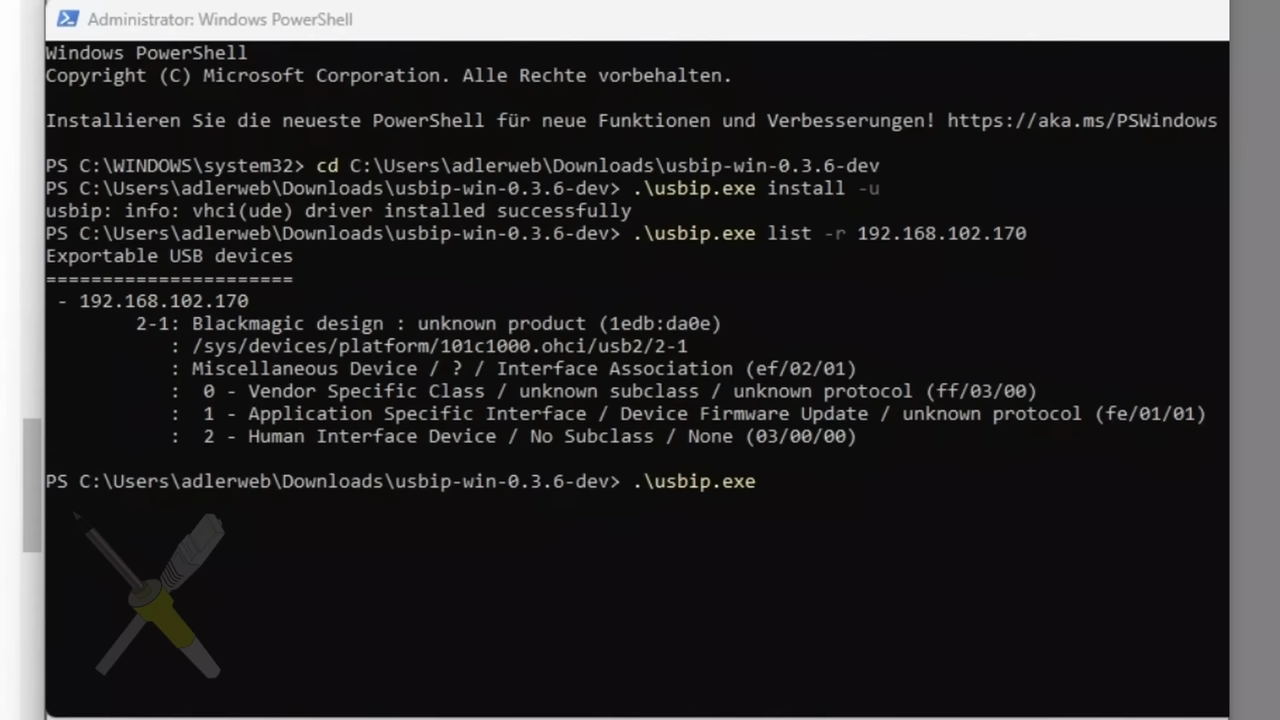 Administrator: Windows PowerShell
Windows PowerShell
Copyright (C) Microsoft Corporation. Alle Rechte vorbehalten.
Installieren Sie die neueste PowerShell für neue Funktionen und Verbesserungen! https://aka.ms/PSWindows
PS C:\WINDOWS\system32> cd C:\Users\adlerweb\Downloads\usbip-win-0.3.6-dev
PS C:\Users\adlerweb\Downloads\usbip-win-0.3.6-dev> .\usbip.exe install -u
usbip: info: vhci(ude) driver installed successfully
PS C:\Users\adlerweb\Downloads\usbip-win-0.3.6-dev> .\usbip.exe list -r 192.168.102.170
Exportable USB devices
======================
- 192.168.102.170
2-1: Blackmagic design : unknown product (1edb:da0e)
: /sys/devices/platform/101c1000.ohci/usb2/2-1
: Miscellaneous Device / ? / Interface Association (ef/02/01)
: 0 - Vendor Specific Class / unknown subclass / unknown protocol (ff/03/00)
: 1 - Application Specific Interface / Device Firmware Update / unknown protocol (fe/01/01)
: 2 - Human Interface Device / No Subclass / None (03/00/00)
PS C:\Users\adlerweb\Downloads\usbip-win-0.3.6-dev> .\usbip.exe